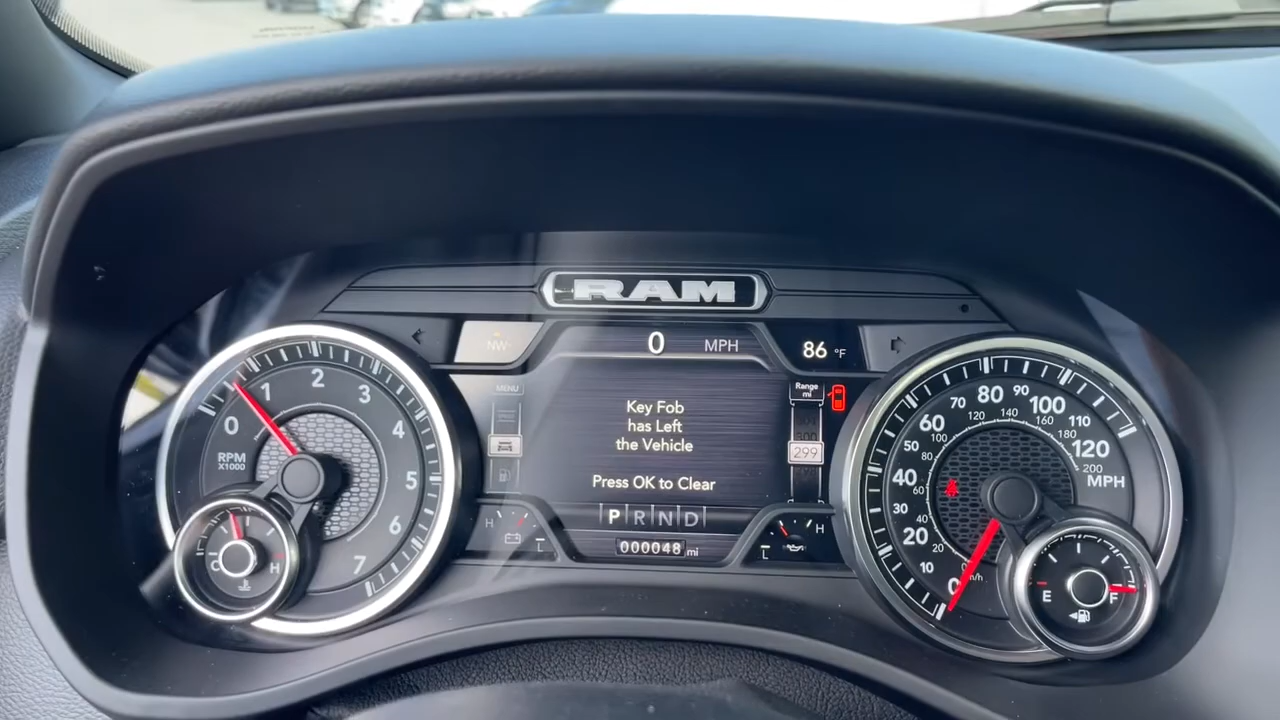 RAM
NW
0 MPH
86 °F
MENU
Range
mi
299
Key Fob
has Left
the Vehicle
Press OK to Clear
P R N D
000048 mi
H
L
L
H
0
1
2
3
4
5
6
7
RPM
X1000
C
H
0
10
20
30
40
50
60
70
80
90
100
110
120
MPH
20
60
80
100
120
140
160
180
200
km/h
E
F